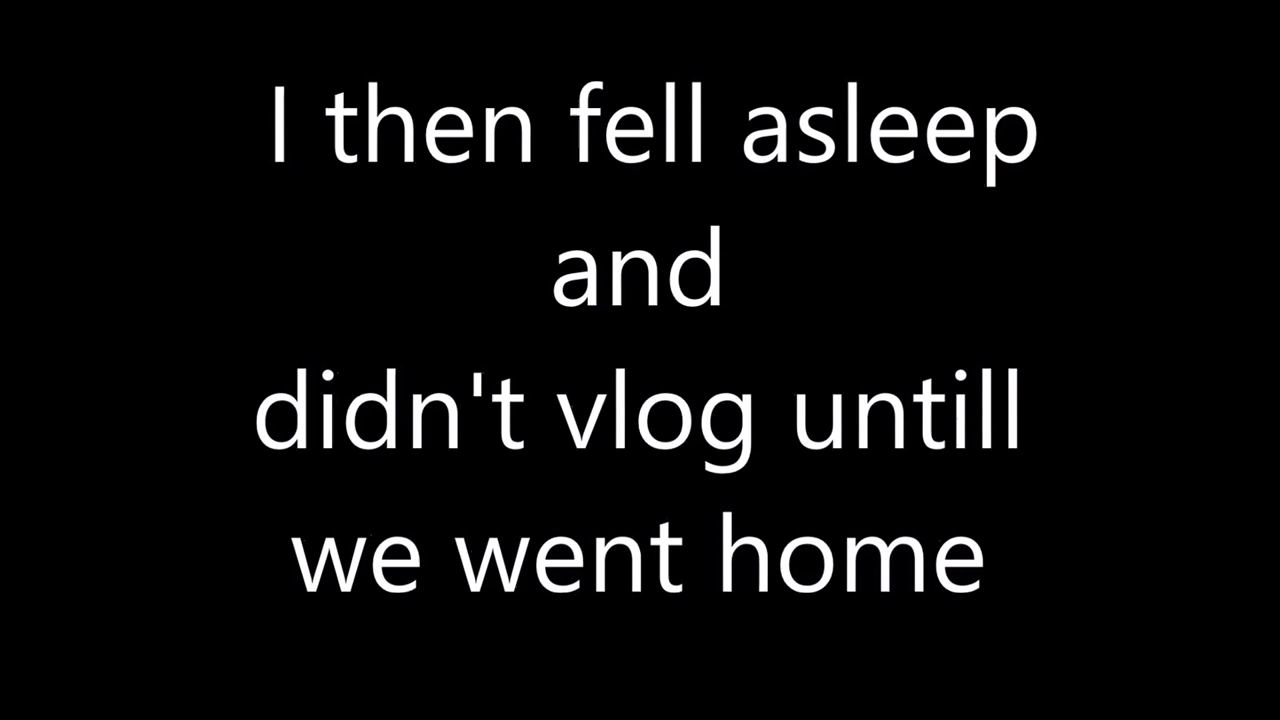 I then fell asleep
and
didn't vlog untill
we went home